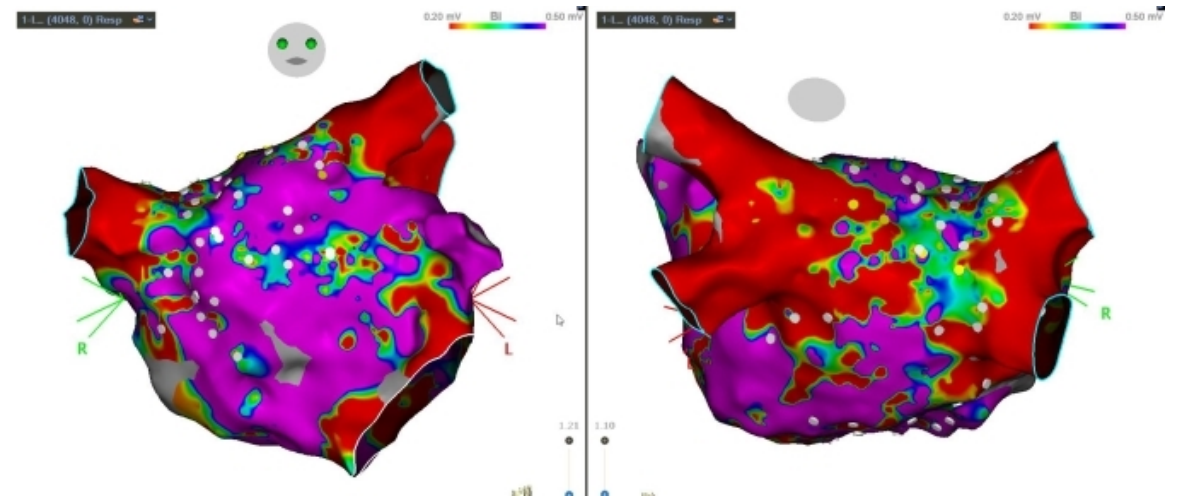 1-L... (4048, 0) Resp
0.20 mV Bi 0.50 mV
R
L
1.21
1-L... (4048, 0) Resp
0.20 mV Bi 0.50 mV
R
1.10